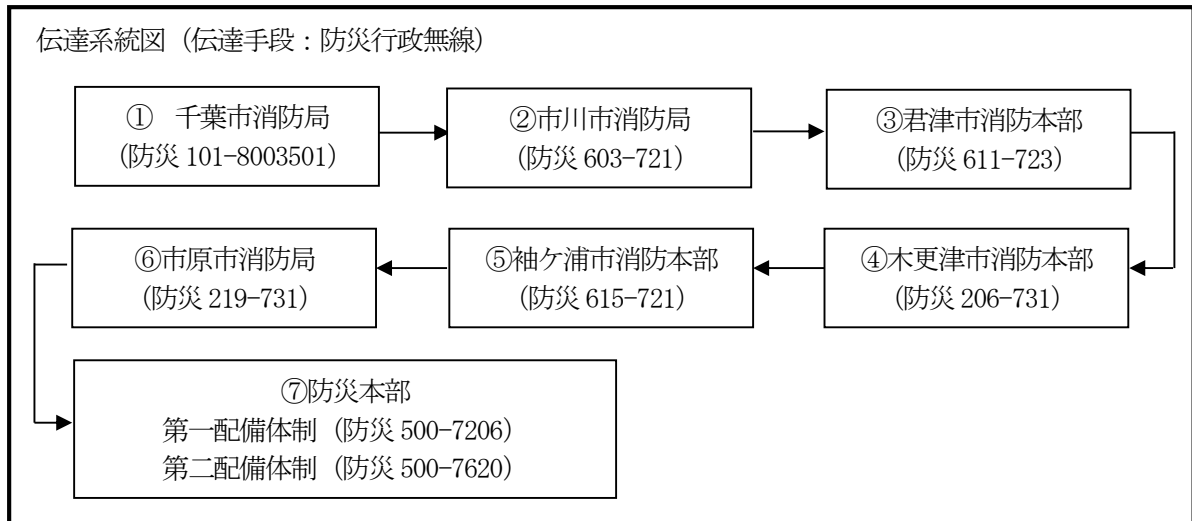 伝達系統図（伝達手段：防災行政無線）
①　千葉市消防局
（防災 101-8003501）
②市川市消防局
（防災 603-721）
③君津市消防本部
（防災 611-723）
④木更津市消防本部
（防災 206-731）
⑤袖ケ浦市消防本部
（防災 615-721）
⑥市原市消防局
（防災 219-731）
⑦防災本部
第一配備体制（防災 500-7206）
第二配備体制（防災 500-7620）